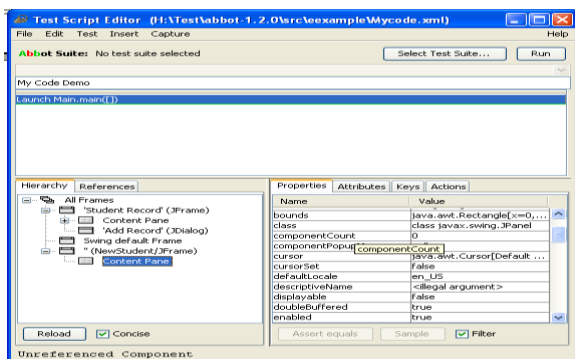 Test Script Editor (H:\Test\abbot-1.2.0\src\eexample\Mycode.xml)
File Edit Test Insert Capture Help
Abbot Suite: No test suite selected Select Test Suite... Run
My Code Demo
Launch Main.main([])
Hierarchy References
All Frames
'Student Record' (JFrame)
Content Pane
'Add Record' (JDialog)
Swing default Frame
'' (NewStudent/JFrame)
Content Pane
Reload Concise
Properties Attributes Keys Actions
Name Value
bounds java.awt.Rectangle[x=0,...
class class javax.swing.JPanel
componentCount 0
componentPopup
componentCount
cursor java.awt.Cursor[Default ...
cursorSet false
defaultLocale en_US
descriptiveName <illegal argument>
displayable false
doubleBuffered true
enabled true
Assert equals Sample Filter
Unreferenced Component